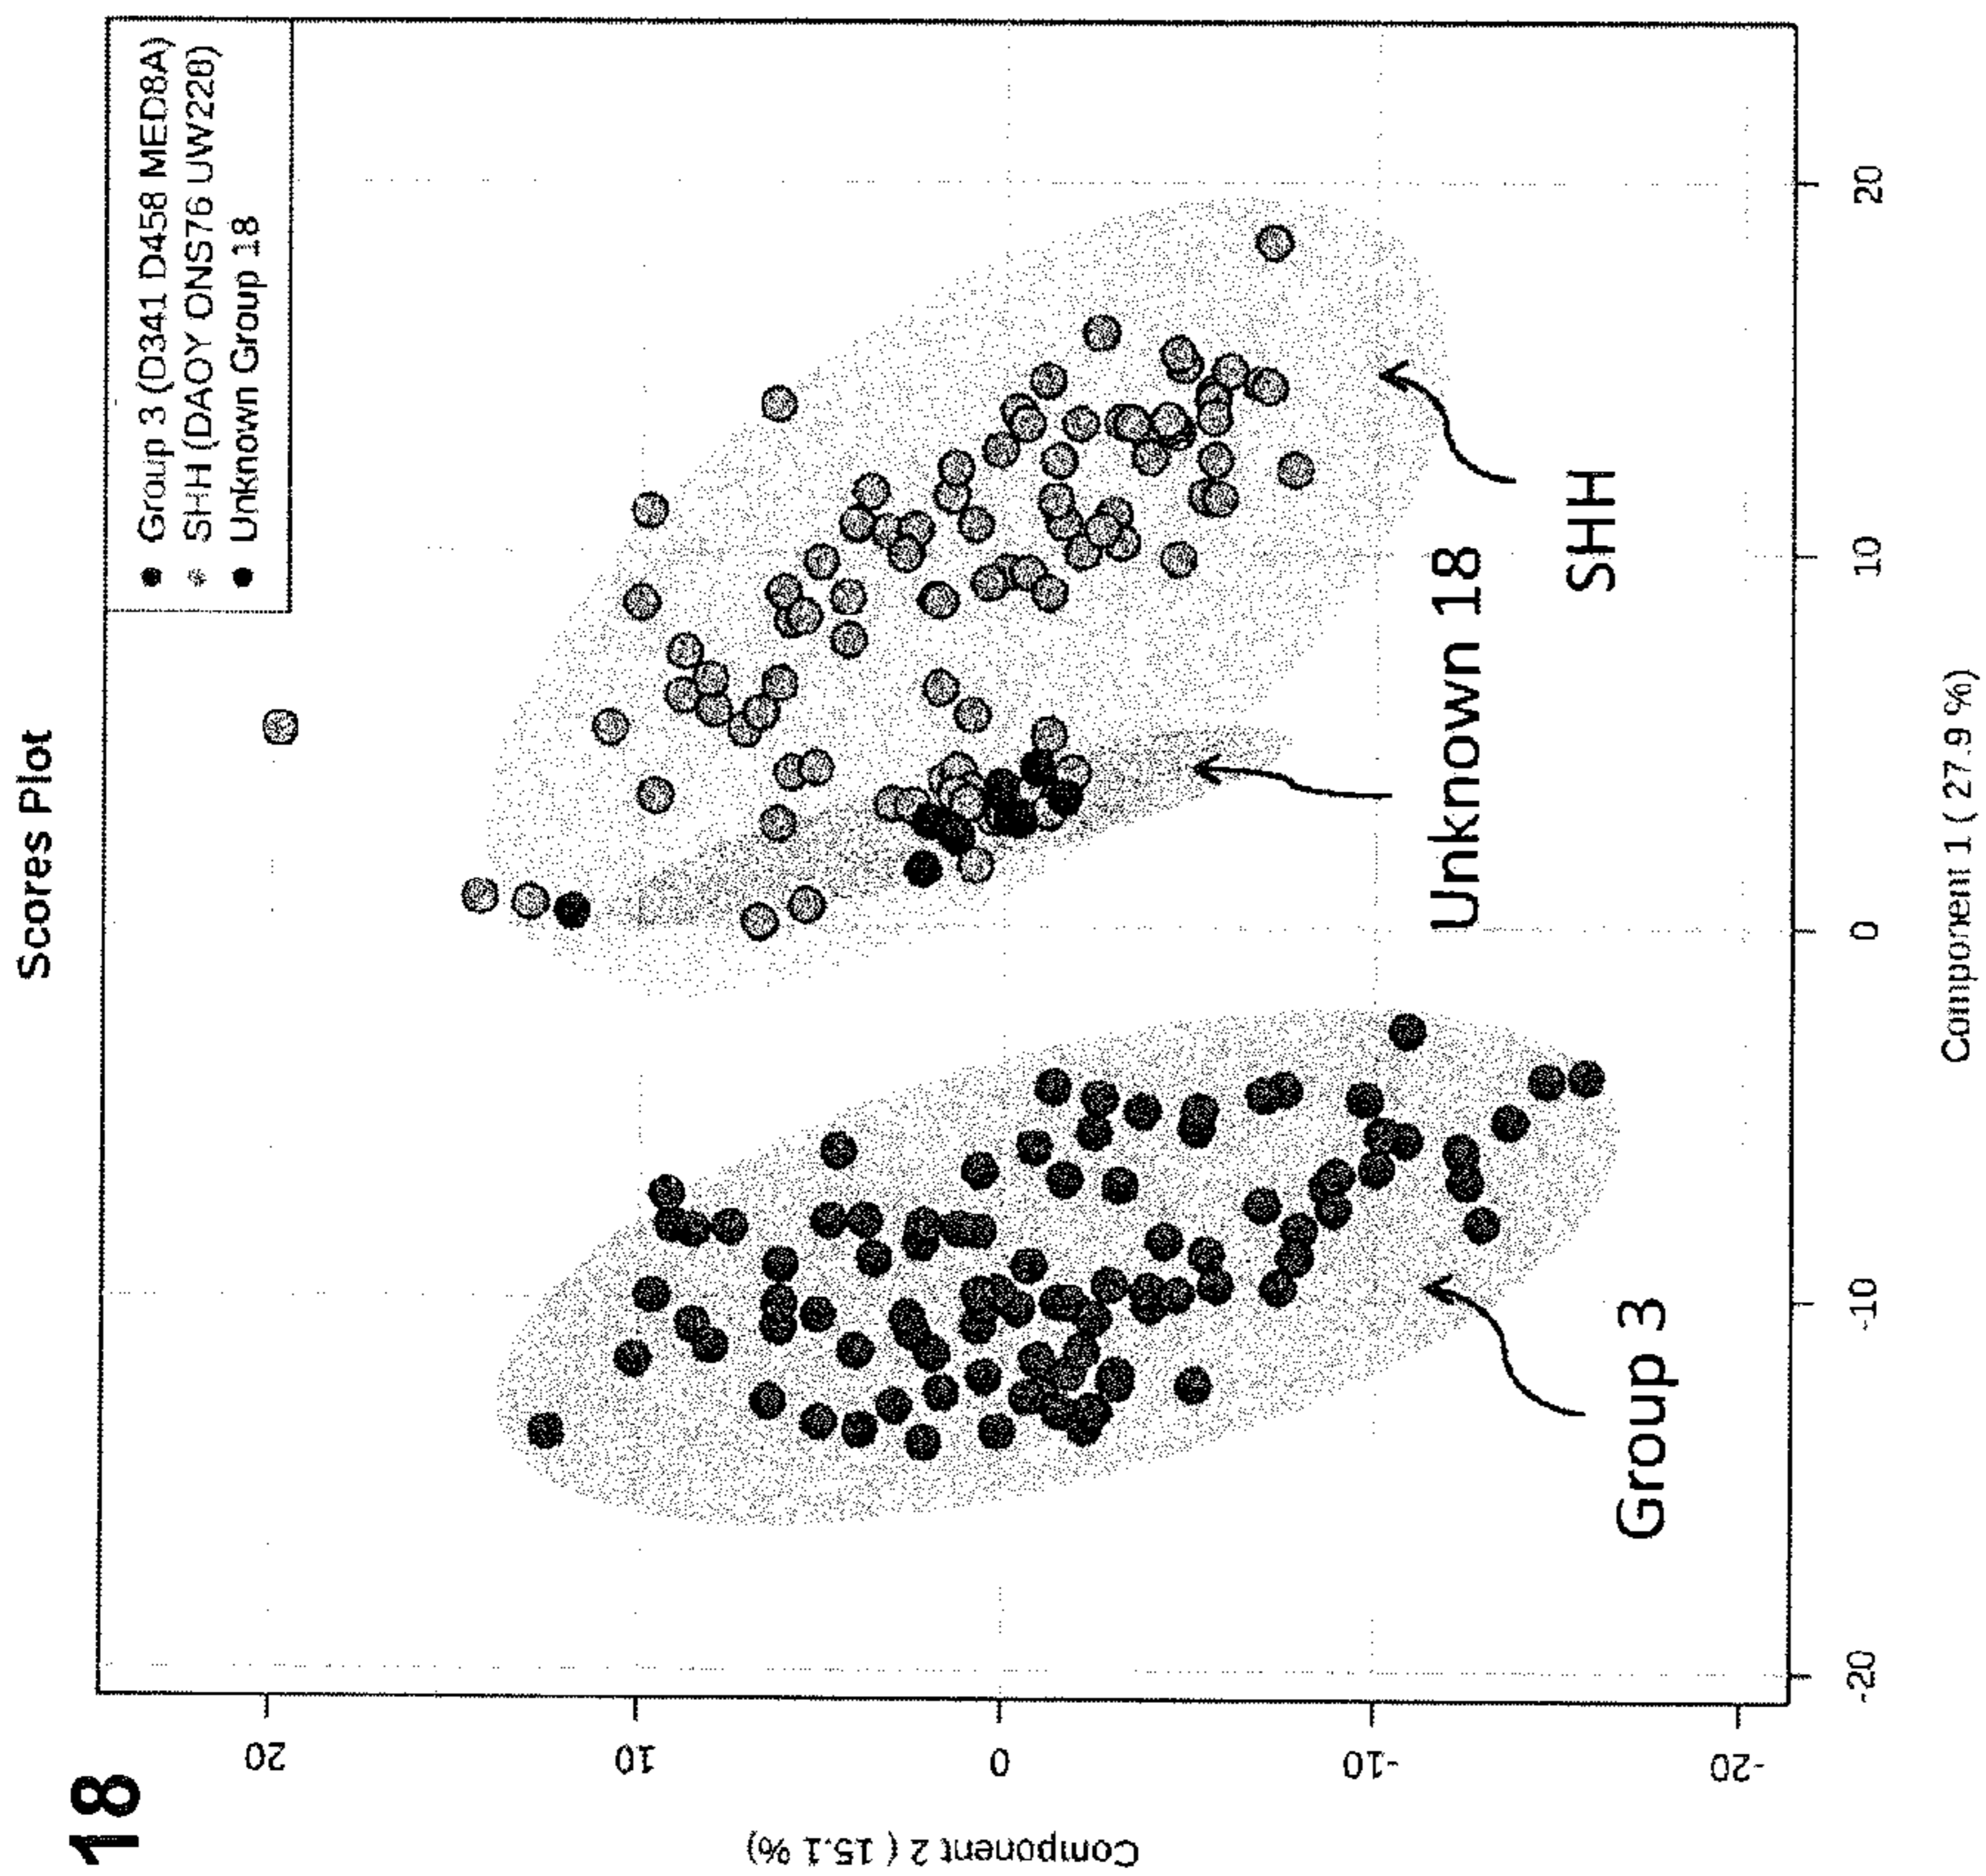 18
Scores Plot
Group 3 (D341 D458 MED8A)
SHH (DAOY ONS76 UW228)
Unknown Group 18
Component 2 ( 15.1 %)
20
10
0
-10
-20
SHH
Unknown 18
Group 3
-20
-10
0
10
20
Component 1 ( 27.9 %)